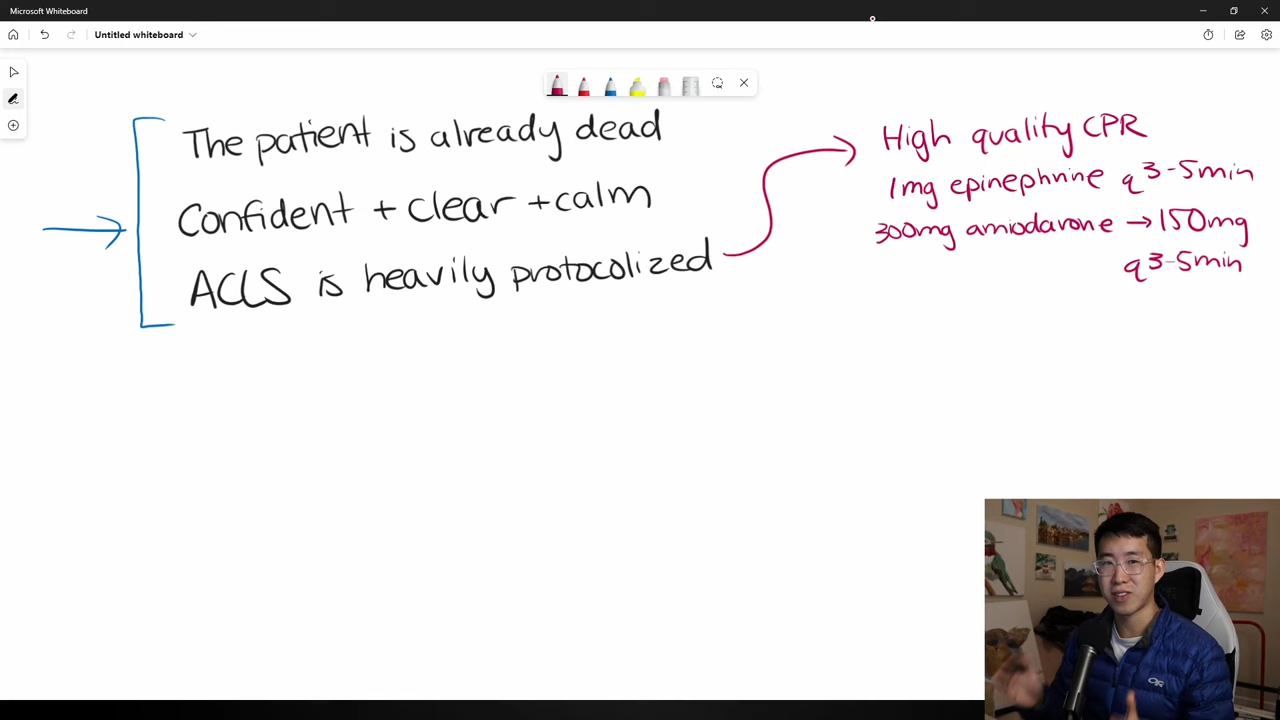 Microsoft Whiteboard
Untitled whiteboard
The patient is already dead
Confident + clear + calm
ACLS is heavily protocolized
High quality CPR
1mg epinephrine q3-5min
300mg amiodarone → 150mg
q3-5min